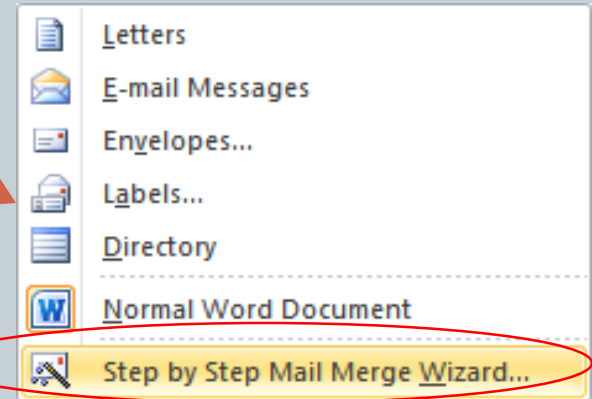 Letters
E-mail Messages
Envelopes...
Labels...
Directory
Normal Word Document
Step by Step Mail Merge Wizard...